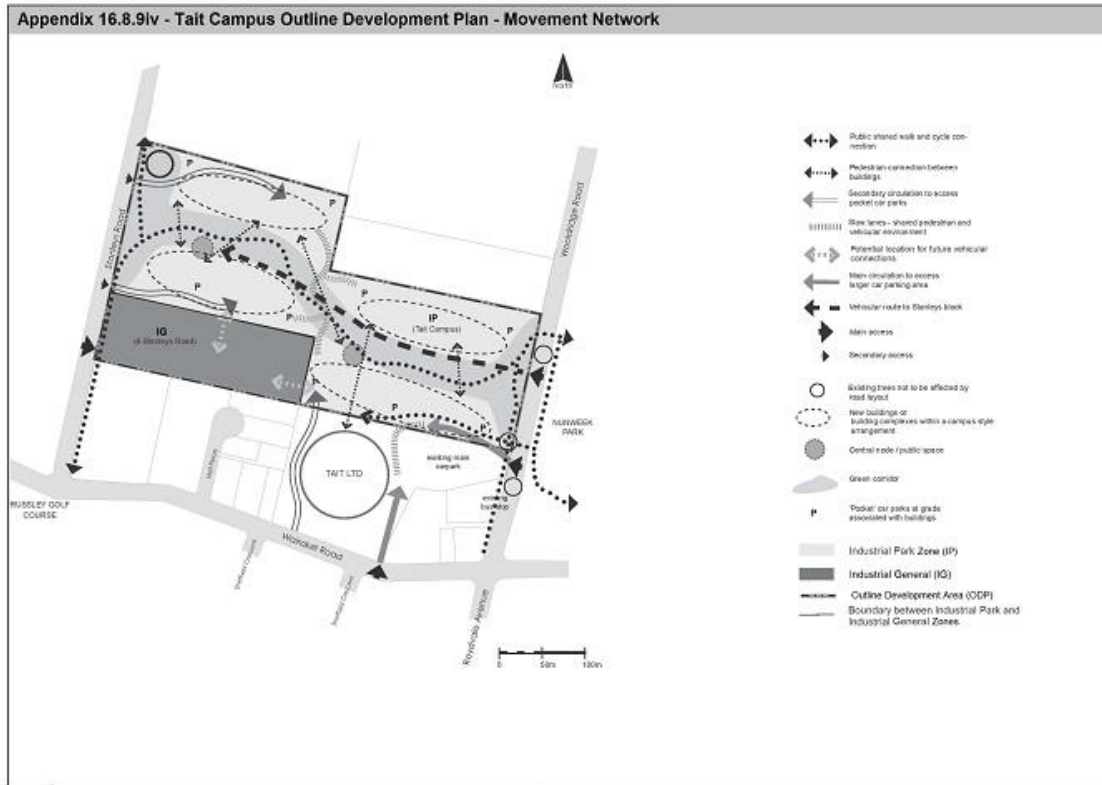 Appendix 16.8.9iv - Tait Campus Outline Development Plan - Movement Network
north
Stanleys Road
Wooldridge Road
P
P
P
P
P
P
P
IP
(Tait Campus)
IG
(6 Stanleys Road)
P
P
NUNWEEK
PARK
existing main
carpark
TAIT LTD
existing
bus stop
RUSSLEY GOLF
COURSE
Wairakei Road
Roydvale Avenue
0 50m 100m
Public shared walk and cycle con-
nection
Pedestrian connection between
buildings
Secondary circulation to access
pocket car parks
Slow lanes - shared pedestrian and
vehicular environment
Potential location for future vehicular
connections
Main circulation to access
larger car parking area
Vehicular route to Stanleys block
Main access
Secondary access
Existing trees not to be affected by
road layout
New buildings or
building complexes within a campus style
arrangement
Central node / public space
Green corridor
P
'Pocket' car parks at grade
associated with buildings
Industrial Park Zone (IP)
Industrial General (IG)
Outline Development Area (ODP)
Boundary between Industrial Park and
Industrial General Zones